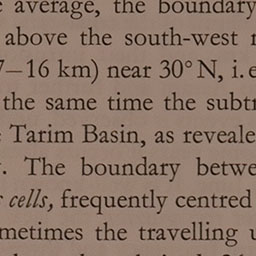 average, the boundary
above the south-west
7–16 km) near 30° N, i.e
the same time the subtr
Tarim Basin, as reveale
. The boundary betwe
cells, frequently centred
metimes the travelling